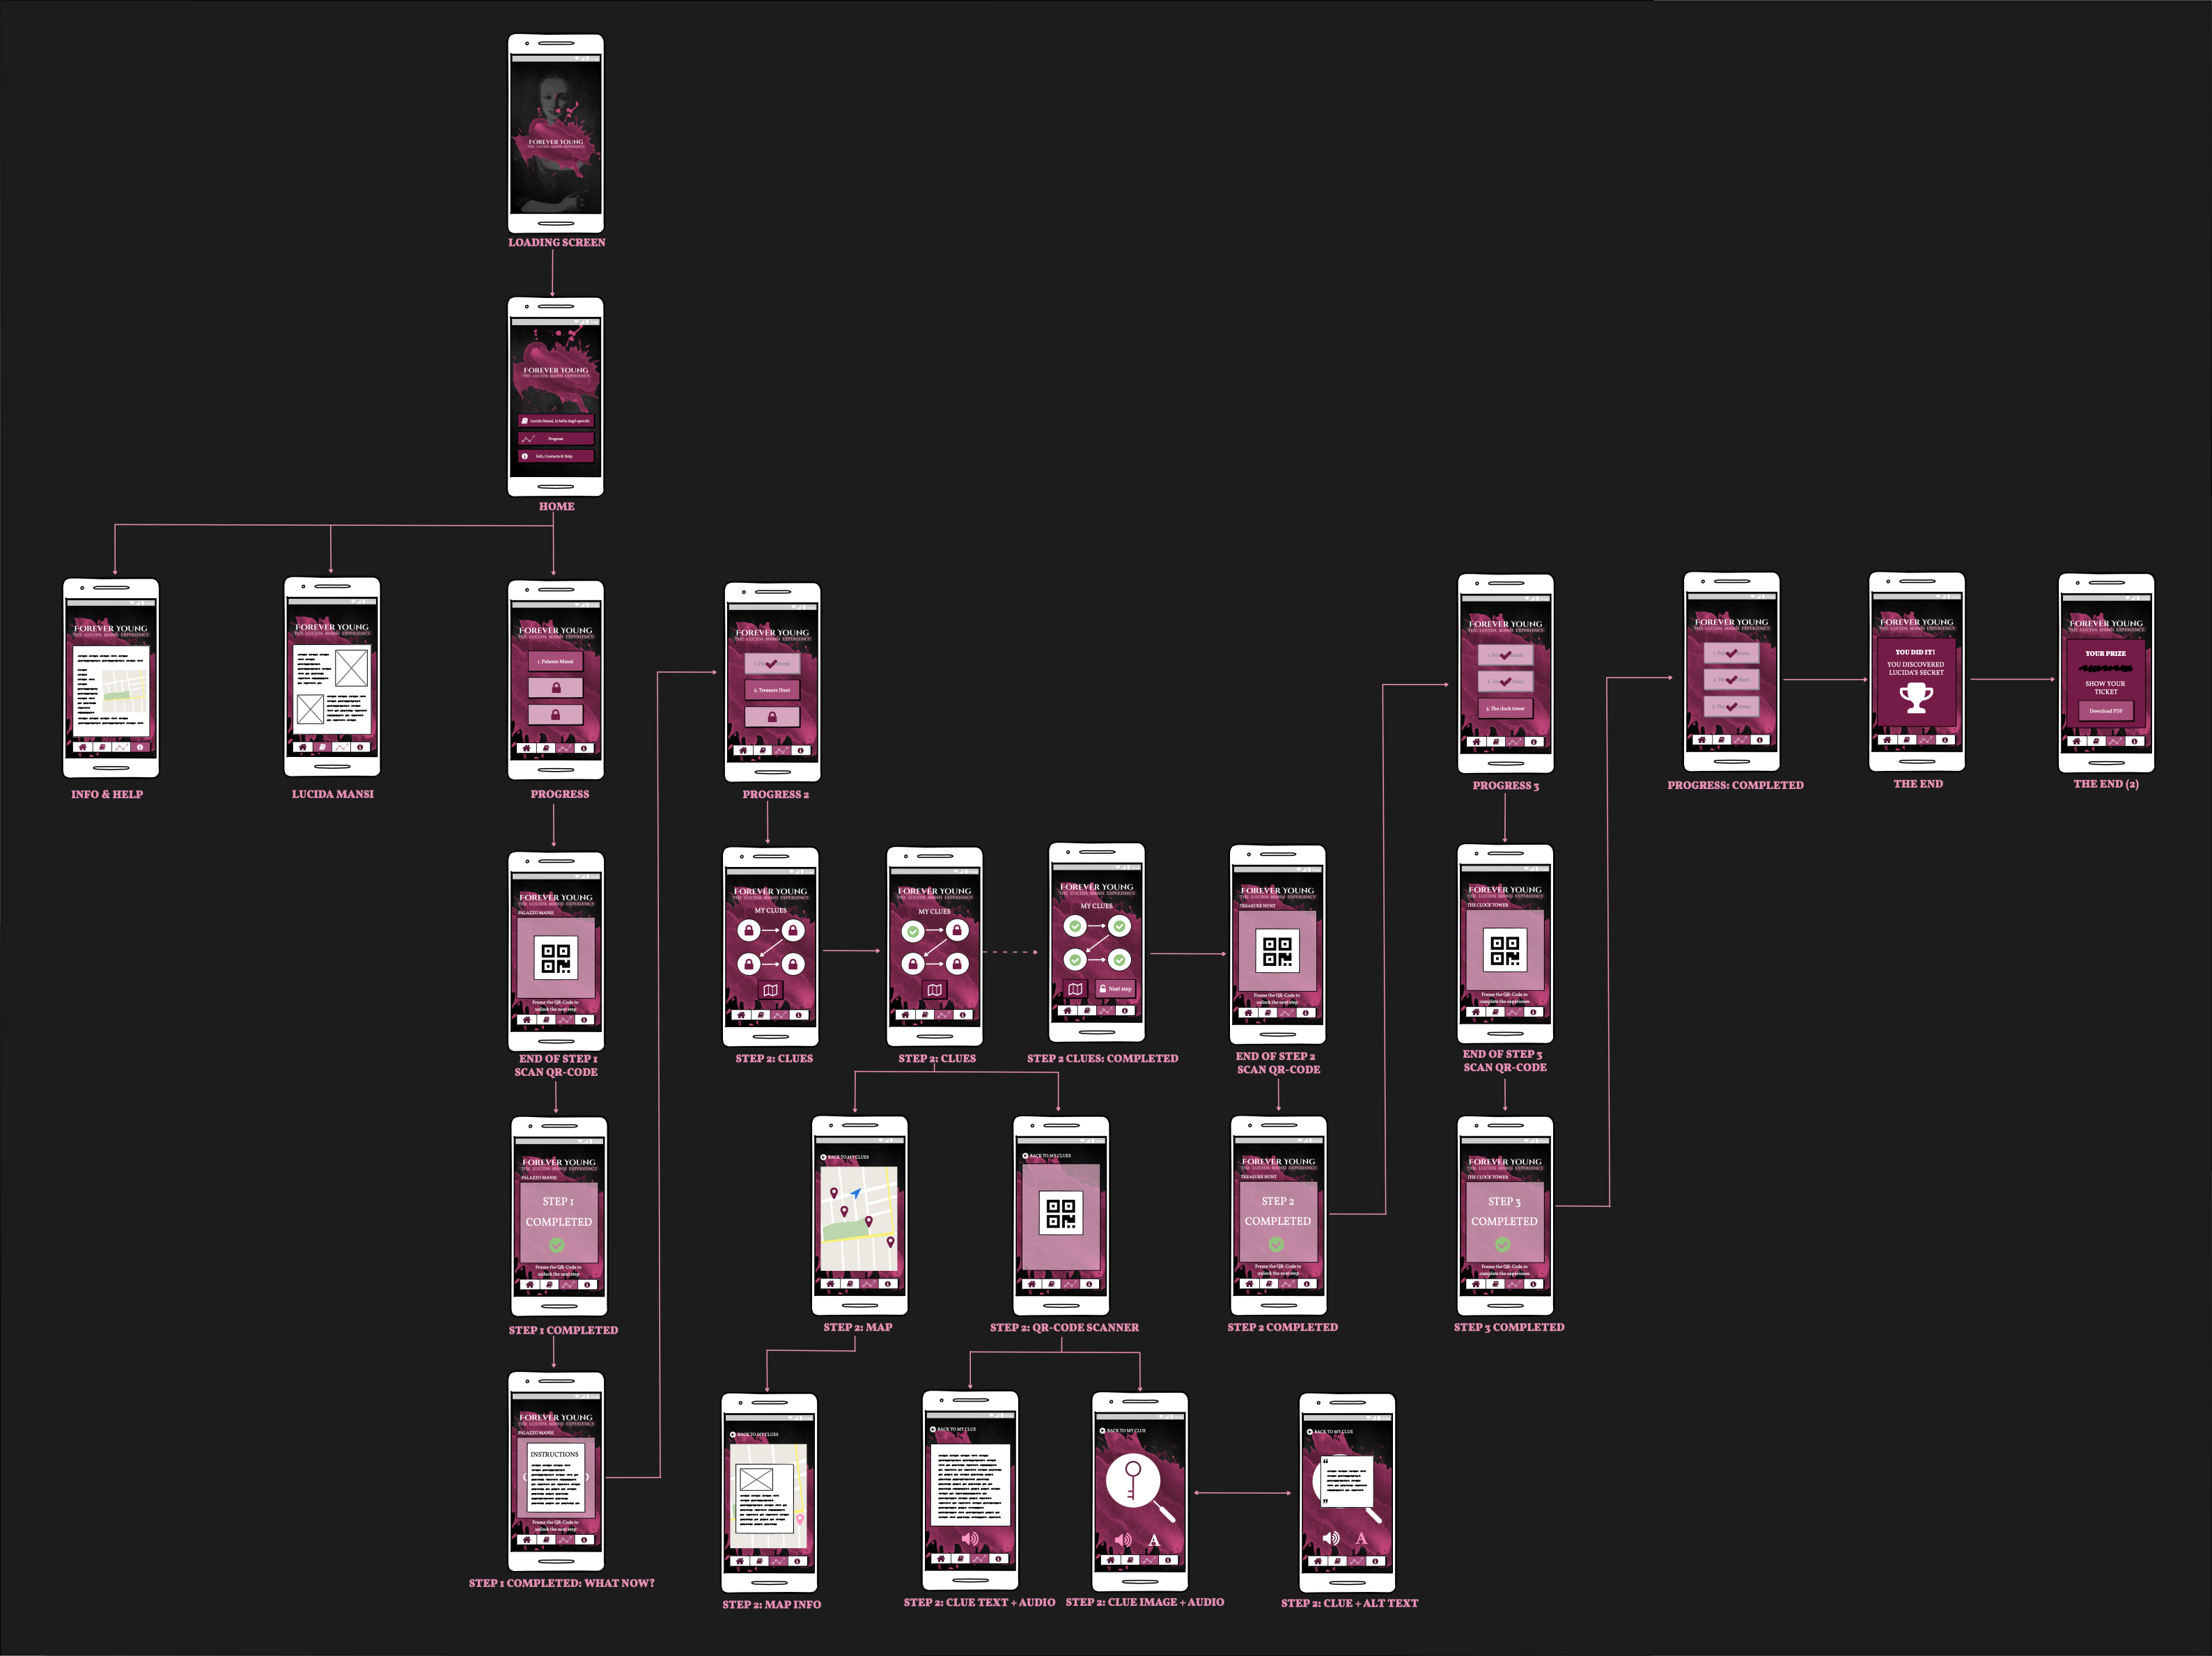 FOREVER YOUNG
THE LUCIDA MANSI EXPERIENCE
LOADING SCREEN
FOREVER YOUNG
THE LUCIDA MANSI EXPERIENCE
Lucida Mansi, la bella degli specchi
Progress
Info, Contacts & Help
HOME
FOREVER YOUNG
THE LUCIDA MANSI EXPERIENCE
INFO & HELP
FOREVER YOUNG
THE LUCIDA MANSI EXPERIENCE
LUCIDA MANSI
FOREVER YOUNG
THE LUCIDA MANSI EXPERIENCE
1. Palazzo Mansi
PROGRESS
FOREVER YOUNG
THE LUCIDA MANSI EXPERIENCE
2. Treasure Hunt
PROGRESS 2
FOREVER YOUNG
THE LUCIDA MANSI EXPERIENCE
3. The clock tower
PROGRESS 3
FOREVER YOUNG
THE LUCIDA MANSI EXPERIENCE
PROGRESS: COMPLETED
FOREVER YOUNG
THE LUCIDA MANSI EXPERIENCE
YOU DID IT!
YOU DISCOVERED
LUCIDA'S SECRET
THE END
FOREVER YOUNG
THE LUCIDA MANSI EXPERIENCE
YOUR PRIZE
SHOW YOUR
TICKET
Download PDF
THE END (2)
FOREVER YOUNG
THE LUCIDA MANSI EXPERIENCE
PALAZZO MANSI
Frame the QR-Code to
unlock the next step
END OF STEP 1
SCAN QR-CODE
FOREVER YOUNG
THE LUCIDA MANSI EXPERIENCE
MY CLUES
STEP 2: CLUES
FOREVER YOUNG
THE LUCIDA MANSI EXPERIENCE
MY CLUES
STEP 2: CLUES
FOREVER YOUNG
THE LUCIDA MANSI EXPERIENCE
MY CLUES
Next step
STEP 2 CLUES: COMPLETED
FOREVER YOUNG
THE LUCIDA MANSI EXPERIENCE
TREASURE HUNT
Frame the QR-Code to
unlock the next step
END OF STEP 2
SCAN QR-CODE
FOREVER YOUNG
THE LUCIDA MANSI EXPERIENCE
THE CLOCK TOWER
Frame the QR-Code to
complete the experience
END OF STEP 3
SCAN QR-CODE
FOREVER YOUNG
THE LUCIDA MANSI EXPERIENCE
PALAZZO MANSI
STEP 1
COMPLETED
Frame the QR-Code to
unlock the next step
STEP 1 COMPLETED
BACK TO MY CLUES
STEP 2: MAP
BACK TO MY CLUES
STEP 2: QR-CODE SCANNER
FOREVER YOUNG
THE LUCIDA MANSI EXPERIENCE
TREASURE HUNT
STEP 2
COMPLETED
Frame the QR-Code to
unlock the next step
STEP 2 COMPLETED
FOREVER YOUNG
THE LUCIDA MANSI EXPERIENCE
THE CLOCK TOWER
STEP 3
COMPLETED
Frame the QR-Code to
complete the experience
STEP 3 COMPLETED
FOREVER YOUNG
THE LUCIDA MANSI EXPERIENCE
PALAZZO MANSI
INSTRUCTIONS
Frame the QR-Code to
unlock the next step
STEP 1 COMPLETED: WHAT NOW?
BACK TO MY CLUES
STEP 2: MAP INFO
BACK TO MY CLUE
STEP 2: CLUE TEXT + AUDIO
BACK TO MY CLUE
A
STEP 2: CLUE IMAGE + AUDIO
BACK TO MY CLUE
A
STEP 2: CLUE + ALT TEXT